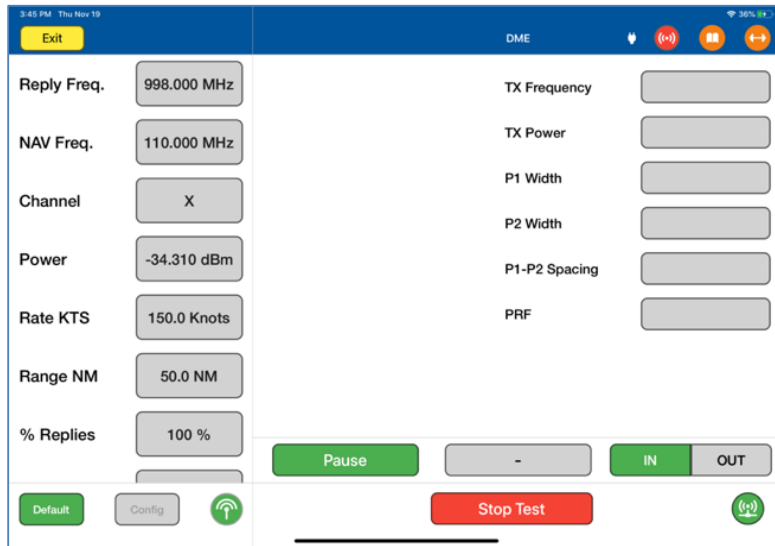 3:45 PM Thu Nov 19
36%
Exit
DME
Reply Freq.
998.000 MHz
NAV Freq.
110.000 MHz
Channel
X
Power
-34.310 dBm
Rate KTS
150.0 Knots
Range NM
50.0 NM
% Replies
100 %
TX Frequency
TX Power
P1 Width
P2 Width
P1-P2 Spacing
PRF
Pause
-
IN
OUT
Default
Config
Stop Test